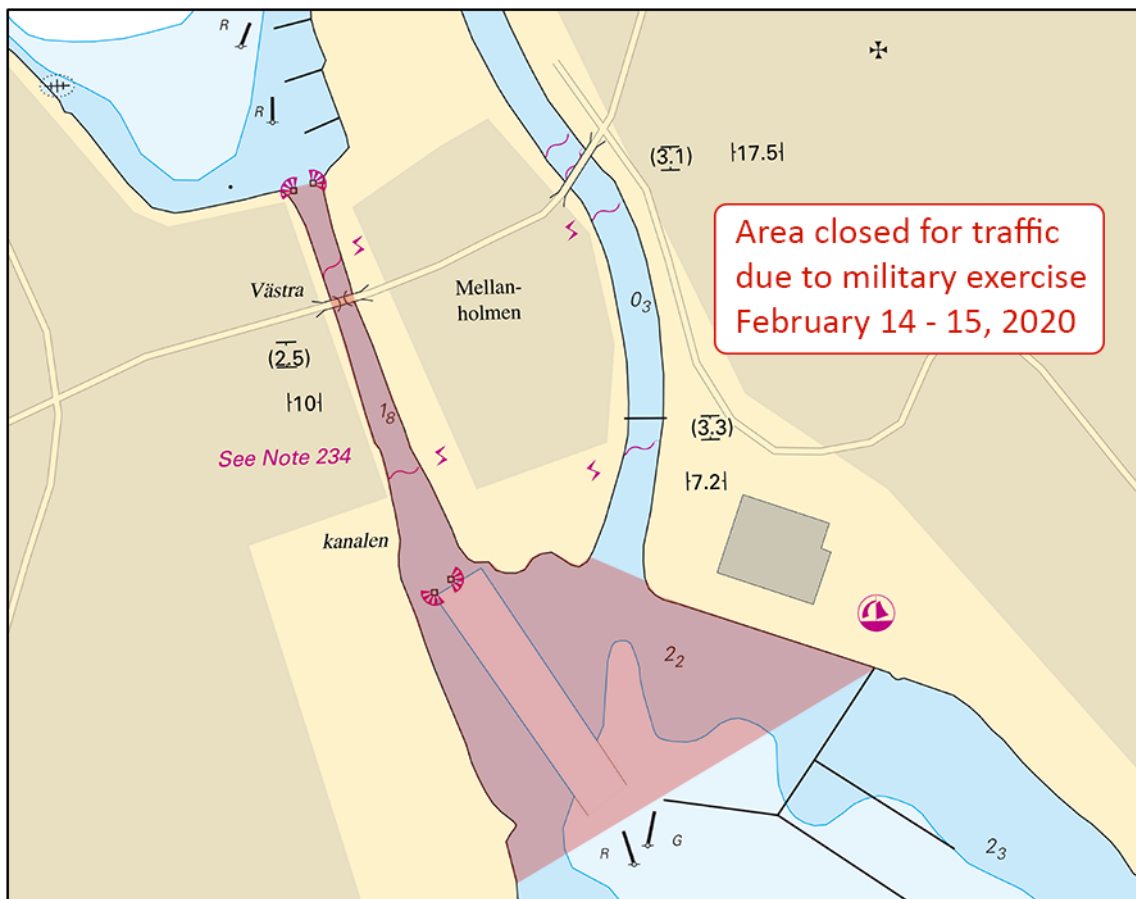 R
R
(3.1)
17.5
Area closed for traffic
due to military exercise
February 14 - 15, 2020
Västra
Mellan-
holmen
0₃
(2.5)
10
1₈
(3.3)
See Note 234
7.2
kanalen
2₂
R
G
2₃